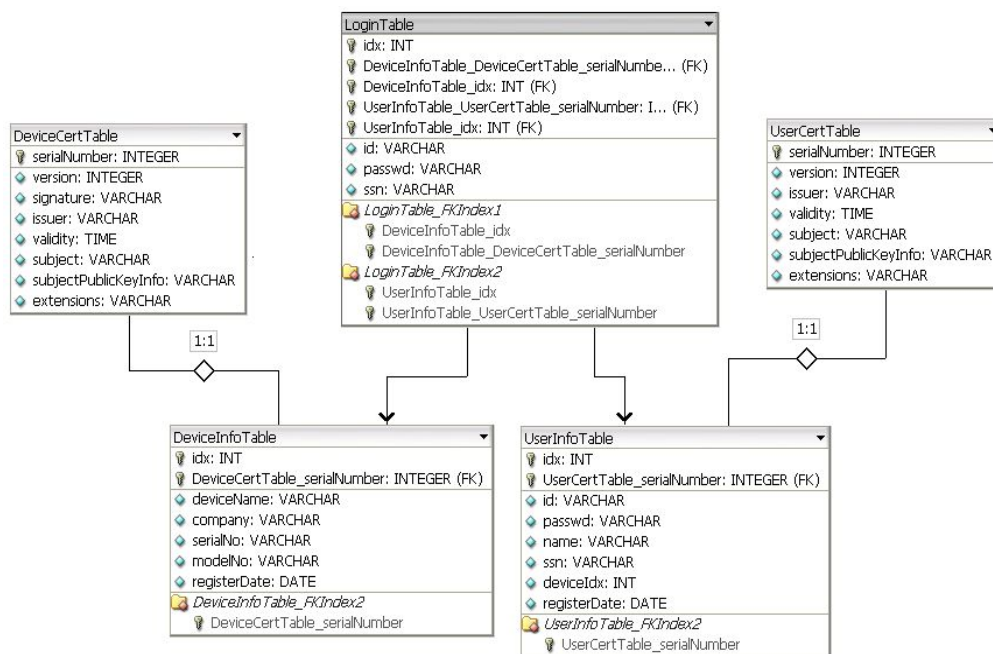 LoginTable
idx: INT
DeviceInfoTable_DeviceCertTable_serialNumbe... (FK)
DeviceInfoTable_idx: INT (FK)
UserInfoTable_UserCertTable_serialNumber: I... (FK)
UserInfoTable_idx: INT (FK)
id: VARCHAR
passwd: VARCHAR
ssn: VARCHAR
LoginTable_FKIndex1
DeviceInfoTable_idx
DeviceInfoTable_DeviceCertTable_serialNumber
LoginTable_FKIndex2
UserInfoTable_idx
UserInfoTable_UserCertTable_serialNumber
DeviceCertTable
serialNumber: INTEGER
version: INTEGER
signature: VARCHAR
issuer: VARCHAR
validity: TIME
subject: VARCHAR
subjectPublicKeyInfo: VARCHAR
extensions: VARCHAR
UserCertTable
serialNumber: INTEGER
version: INTEGER
issuer: VARCHAR
validity: TIME
subject: VARCHAR
subjectPublicKeyInfo: VARCHAR
extensions: VARCHAR
1:1
1:1
DeviceInfoTable
idx: INT
DeviceCertTable_serialNumber: INTEGER (FK)
deviceName: VARCHAR
company: VARCHAR
serialNo: VARCHAR
modelNo: VARCHAR
registerDate: DATE
DeviceInfoTable_FKIndex2
DeviceCertTable_serialNumber
UserInfoTable
idx: INT
UserCertTable_serialNumber: INTEGER (FK)
id: VARCHAR
passwd: VARCHAR
name: VARCHAR
ssn: VARCHAR
deviceIdx: INT
registerDate: DATE
UserInfoTable_FKIndex2
UserCertTable_serialNumber